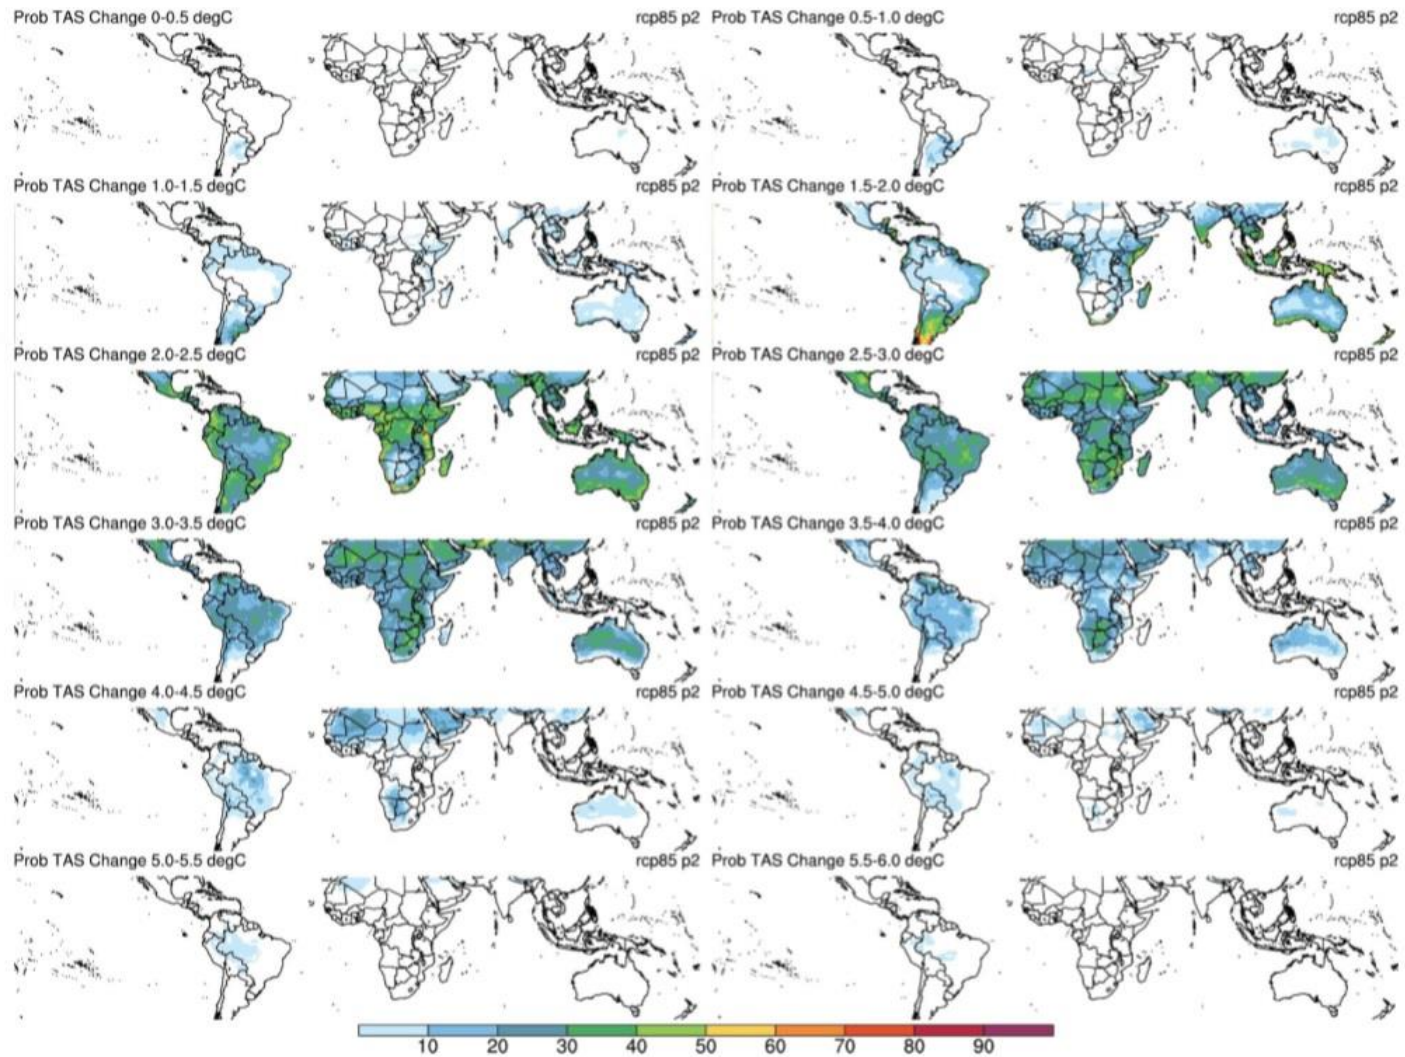 Prob TAS Change 0-0.5 degC rcp85 p2 Prob TAS Change 0.5-1.0 degC rcp85 p2
Prob TAS Change 1.0-1.5 degC rcp85 p2 Prob TAS Change 1.5-2.0 degC rcp85 p2
Prob TAS Change 2.0-2.5 degC rcp85 p2 Prob TAS Change 2.5-3.0 degC rcp85 p2
Prob TAS Change 3.0-3.5 degC rcp85 p2 Prob TAS Change 3.5-4.0 degC rcp85 p2
Prob TAS Change 4.0-4.5 degC rcp85 p2 Prob TAS Change 4.5-5.0 degC rcp85 p2
Prob TAS Change 5.0-5.5 degC rcp85 p2 Prob TAS Change 5.5-6.0 degC rcp85 p2
10 20 30 40 50 60 70 80 90